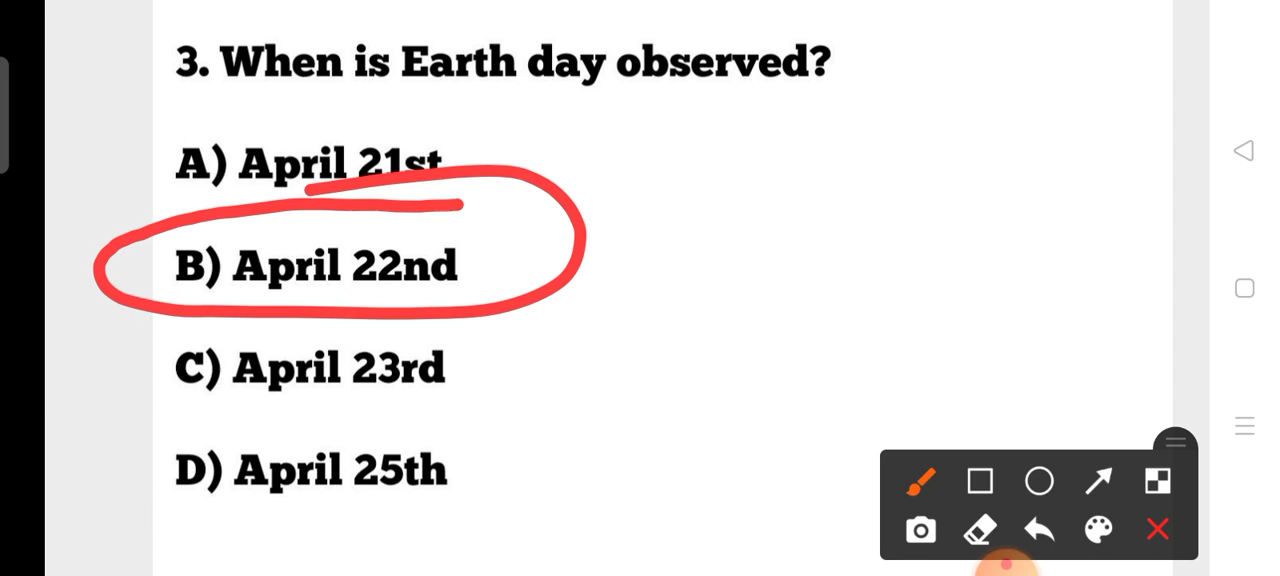 3. When is Earth day observed?
A) April 21st
B) April 22nd
C) April 23rd
D) April 25th